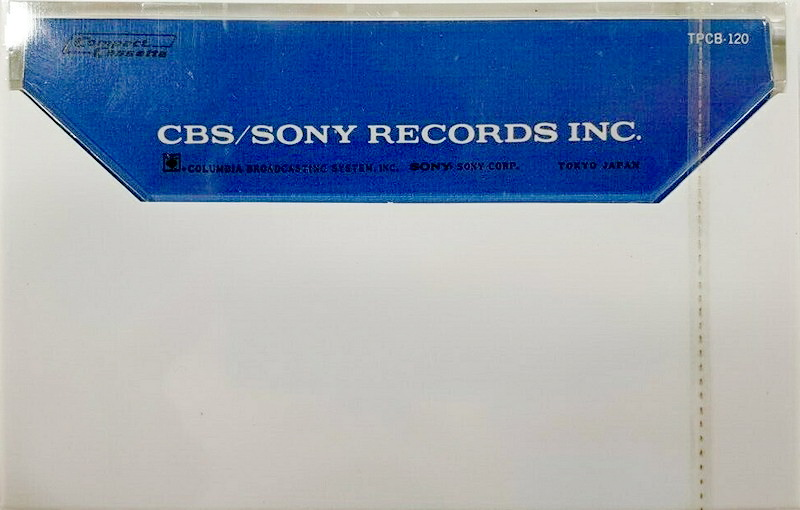 Compact
Cassette
TPCB-120
CBS/SONY RECORDS INC.
COLUMBIA BROADCASTING SYSTEM, INC. SONY SONY CORP. TOKYO JAPAN